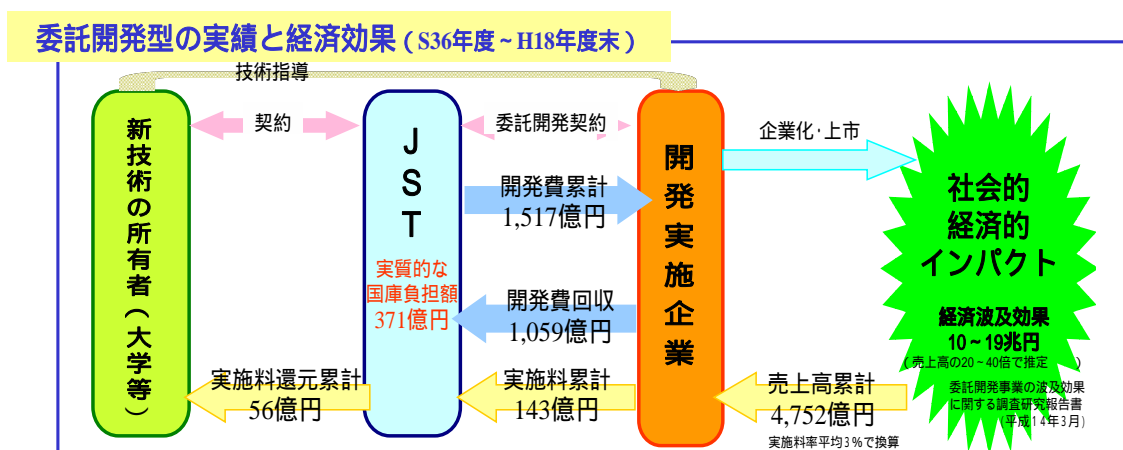 委託開発型の実績と経済効果（S36年度～H18年度末）
技術指導
新技術の所有者(大学等)
契約
JST
実質的な
国庫負担額
371億円
委託開発契約
開発費累計
1,517億円
開発費回収
1,059億円
実施料還元累計
56億円
実施料累計
143億円
開発実施企業
企業化･上市
売上高累計
4,752億円
実施料率平均3％で換算
社会的
経済的
インパクト
経済波及効果
10～19兆円
(売上高の20～40倍で推定　)
委託開発事業の波及効果
に関する調査研究報告書
(平成14年3月)